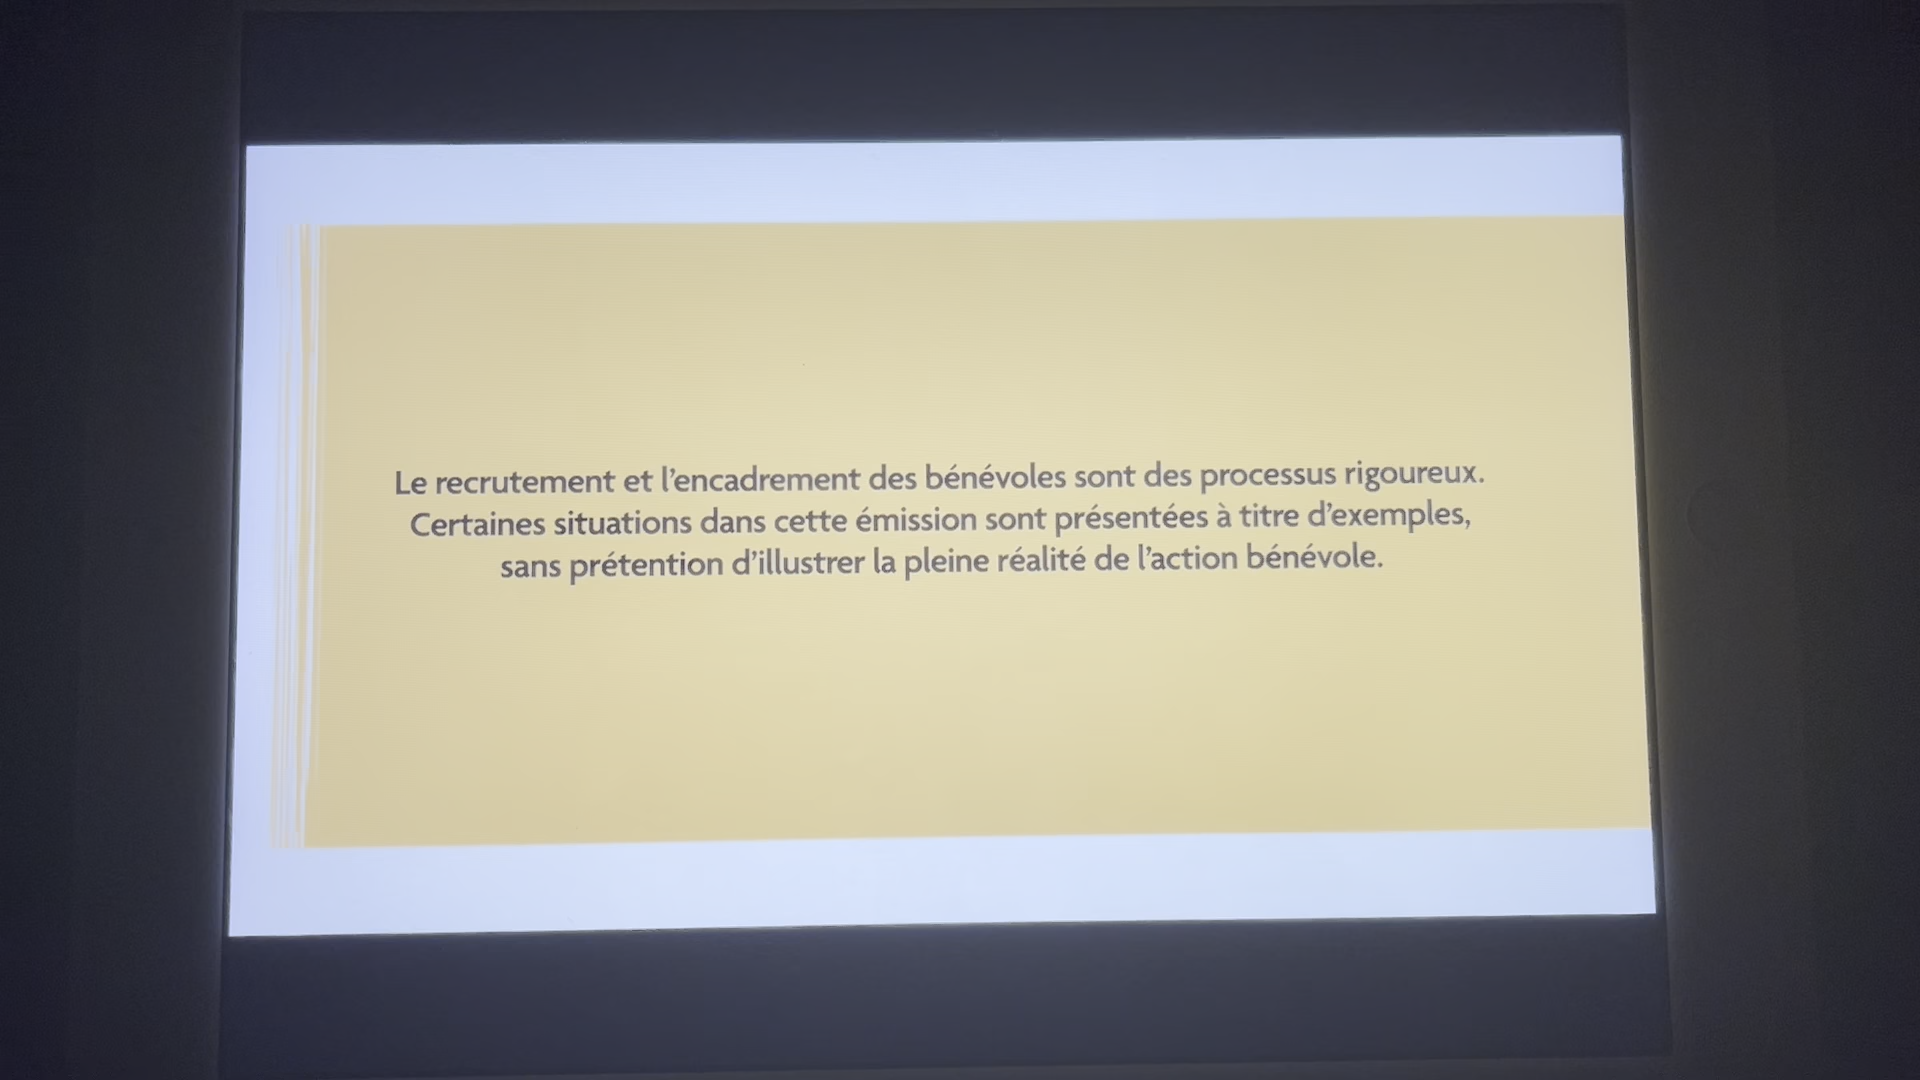 Le recrutement et l’encadrement des bénévoles sont des processus rigoureux.
Certaines situations dans cette émission sont présentées à titre d’exemples,
sans prétention d’illustrer la pleine réalité de l’action bénévole.